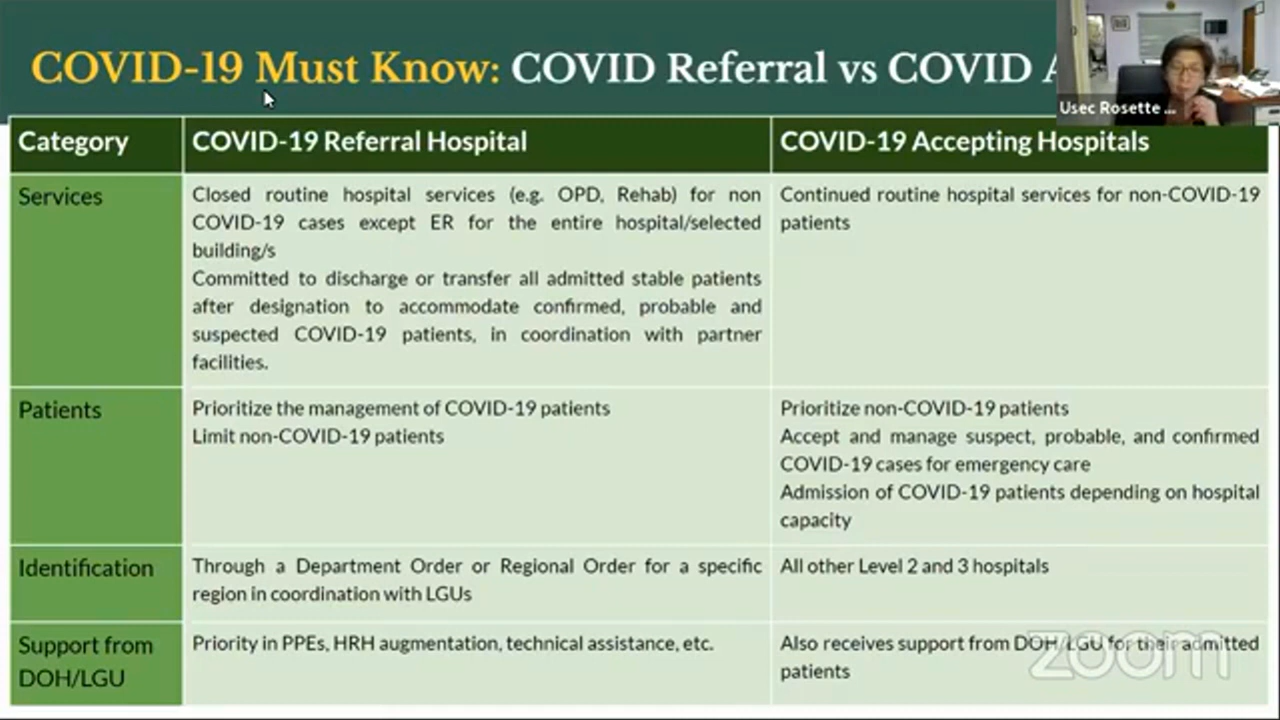 COVID-19 Must Know: COVID Referral vs COVID A
Usec Rosette ...
Category
COVID-19 Referral Hospital
COVID-19 Accepting Hospitals
Services
Closed routine hospital services (e.g. OPD, Rehab) for non
COVID-19 cases except ER for the entire hospital/selected
building/s
Committed to discharge or transfer all admitted stable patients
after designation to accommodate confirmed, probable and
suspected COVID-19 patients, in coordination with partner
facilities.
Continued routine hospital services for non-COVID-19
patients
Patients
Prioritize the management of COVID-19 patients
Limit non-COVID-19 patients
Prioritize non-COVID-19 patients
Accept and manage suspect, probable, and confirmed
COVID-19 cases for emergency care
Admission of COVID-19 patients depending on hospital
capacity
Identification
Through a Department Order or Regional Order for a specific
region in coordination with LGUs
All other Level 2 and 3 hospitals
Support from
DOH/LGU
Priority in PPEs, HRH augmentation, technical assistance, etc.
Also receives support from DOH/LGU for their admitted
patients
zoom